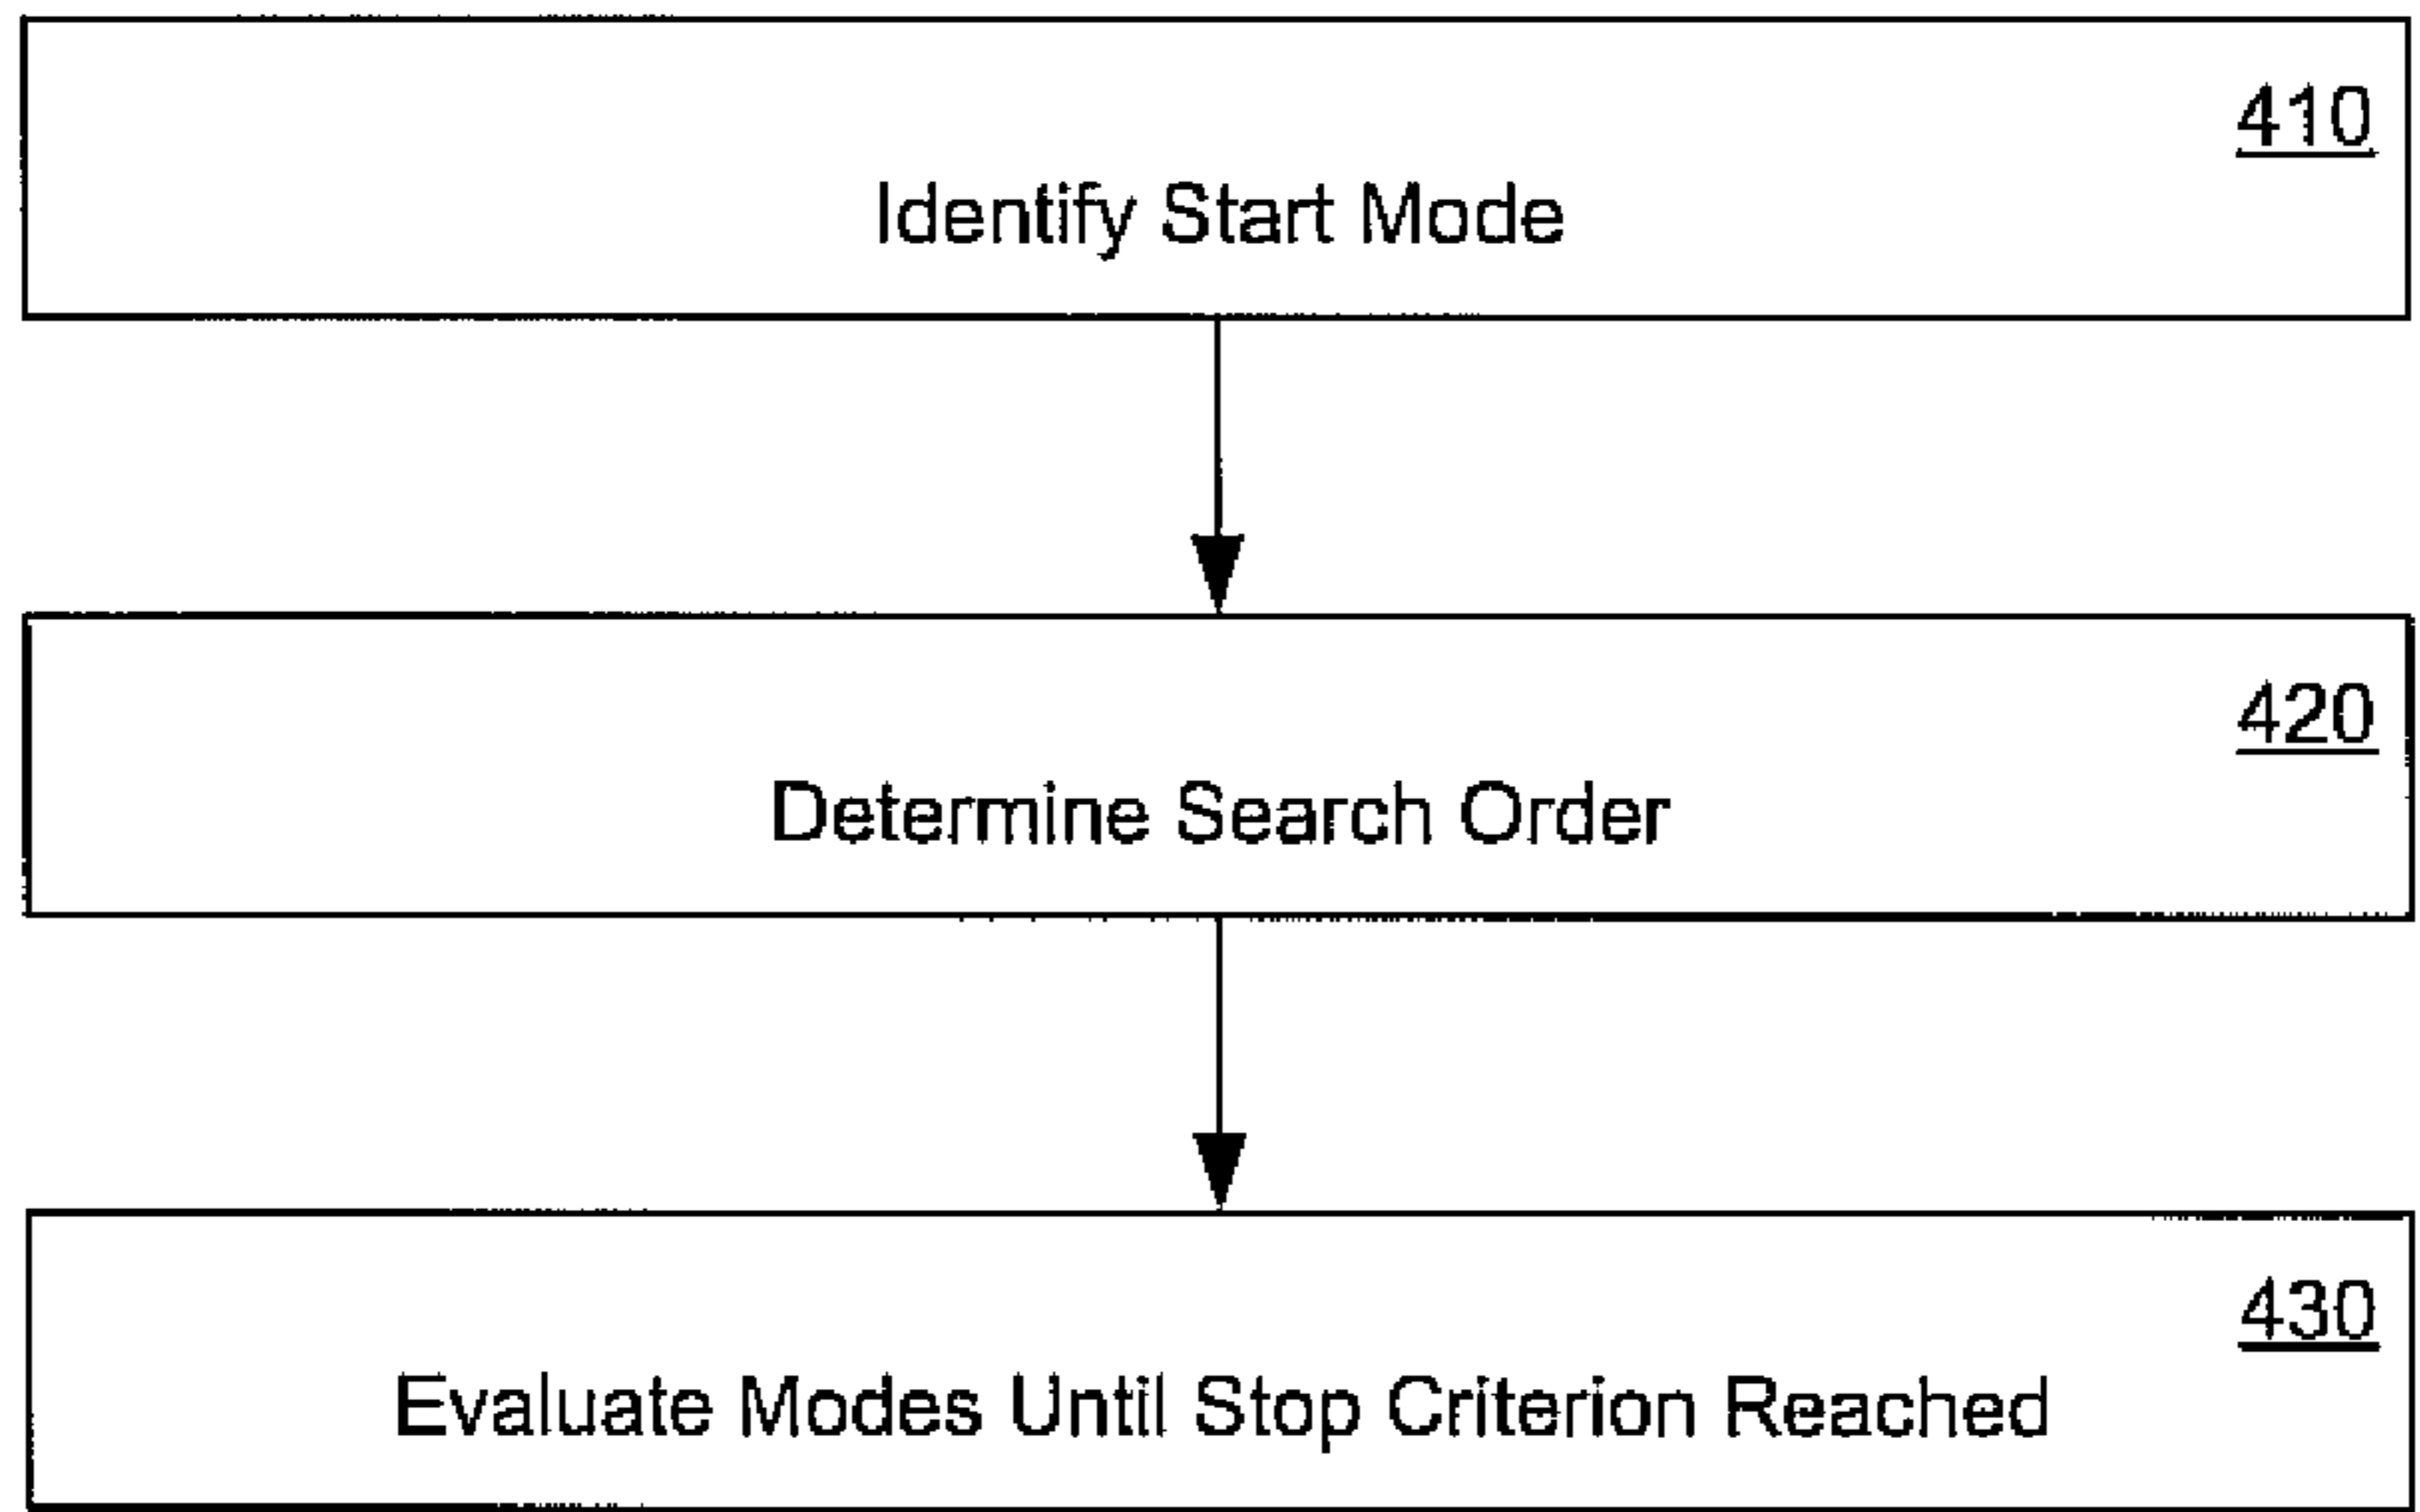 410
Identify Start Mode
420
Determine Search Order
430
Evaluate Modes Until Stop Criterion Reached